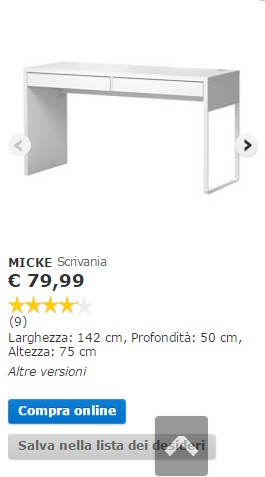 MICKE Scrivania
€ 79,99
(9)
Larghezza: 142 cm, Profondità: 50 cm,
Altezza: 75 cm
Altre versioni
Compra online
Salva nella lista dei desideri